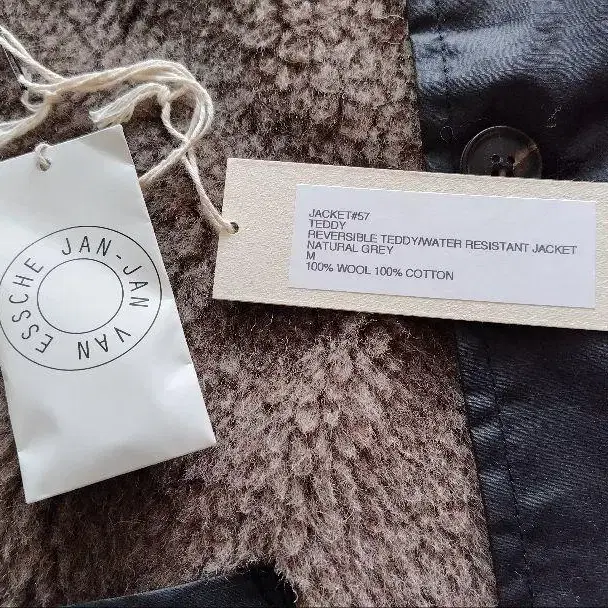 JAN-JAN VAN ESSCHE
JACKET#57
TEDDY
REVERSIBLE TEDDY/WATER RESISTANT JACKET
NATURAL GREY
M
100% WOOL 100% COTTON